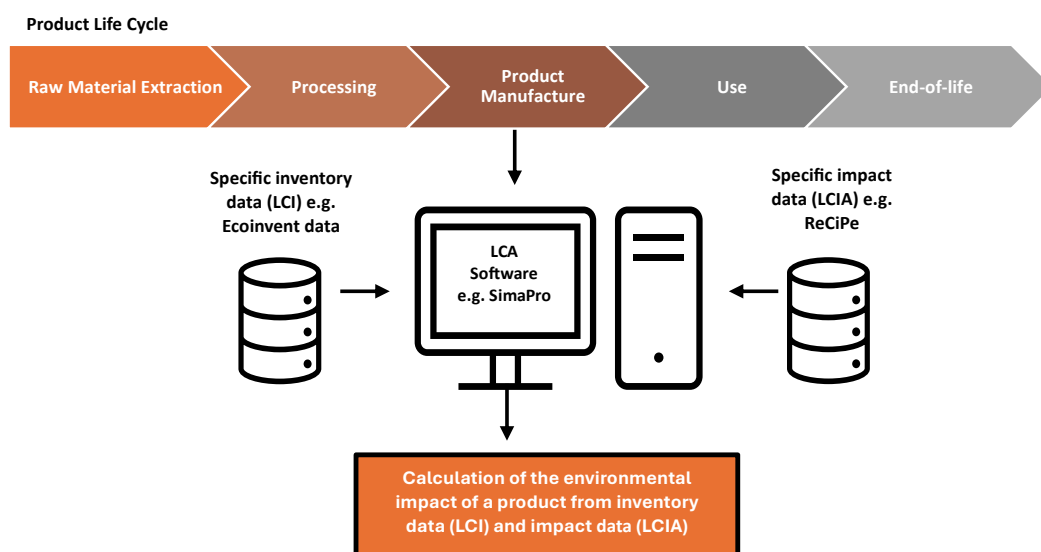 Product Life Cycle
Raw Material Extraction
Processing
Product
Manufacture
Use
End-of-life
Specific inventory
data (LCI) e.g.
Ecoinvent data
LCA
Software
e.g. SimaPro
Specific impact
data (LCIA) e.g.
ReCiPe
Calculation of the environmental
impact of a product from inventory
data (LCI) and impact data (LCIA)